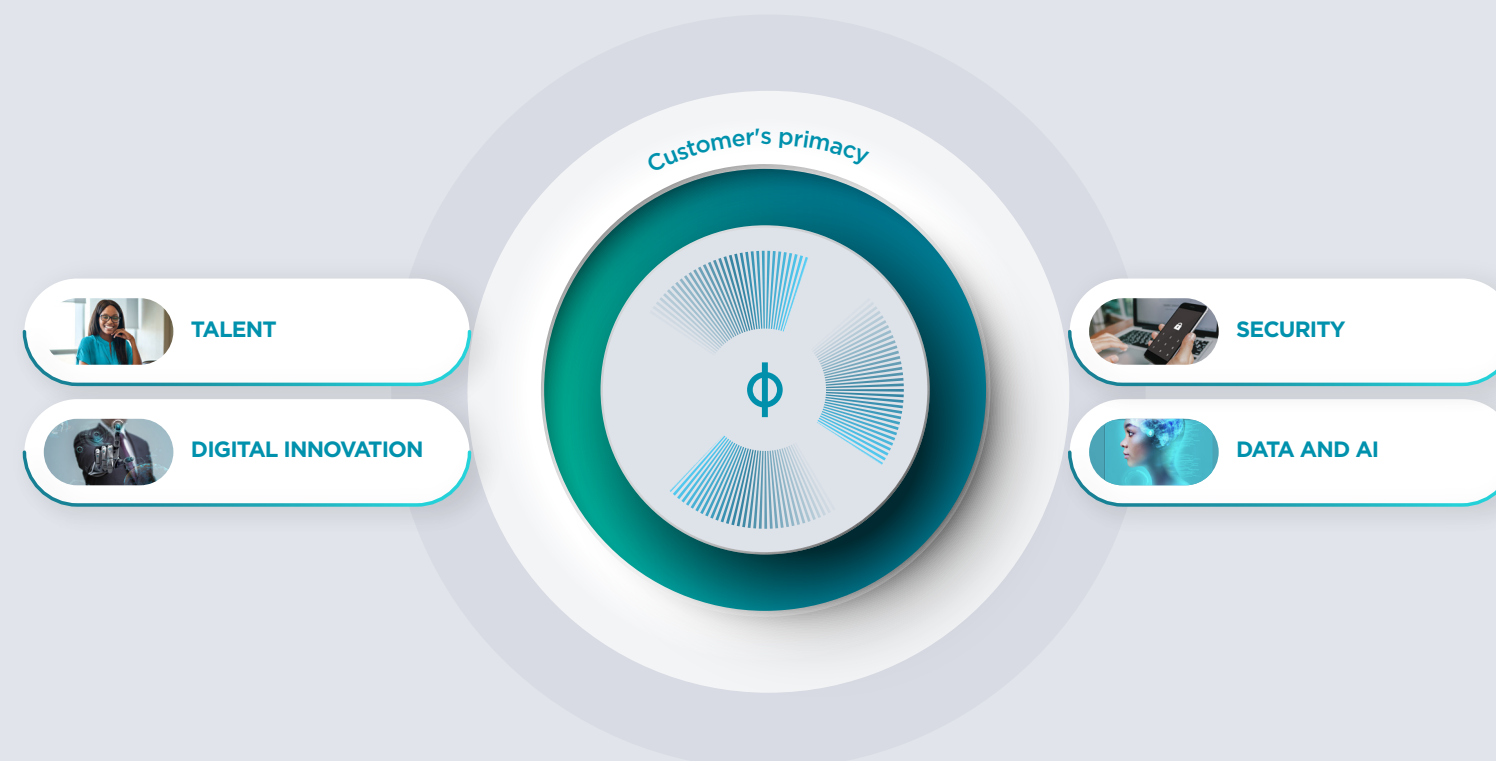 Customer's primacy
TALENT
DIGITAL INNOVATION
SECURITY
DATA AND AI